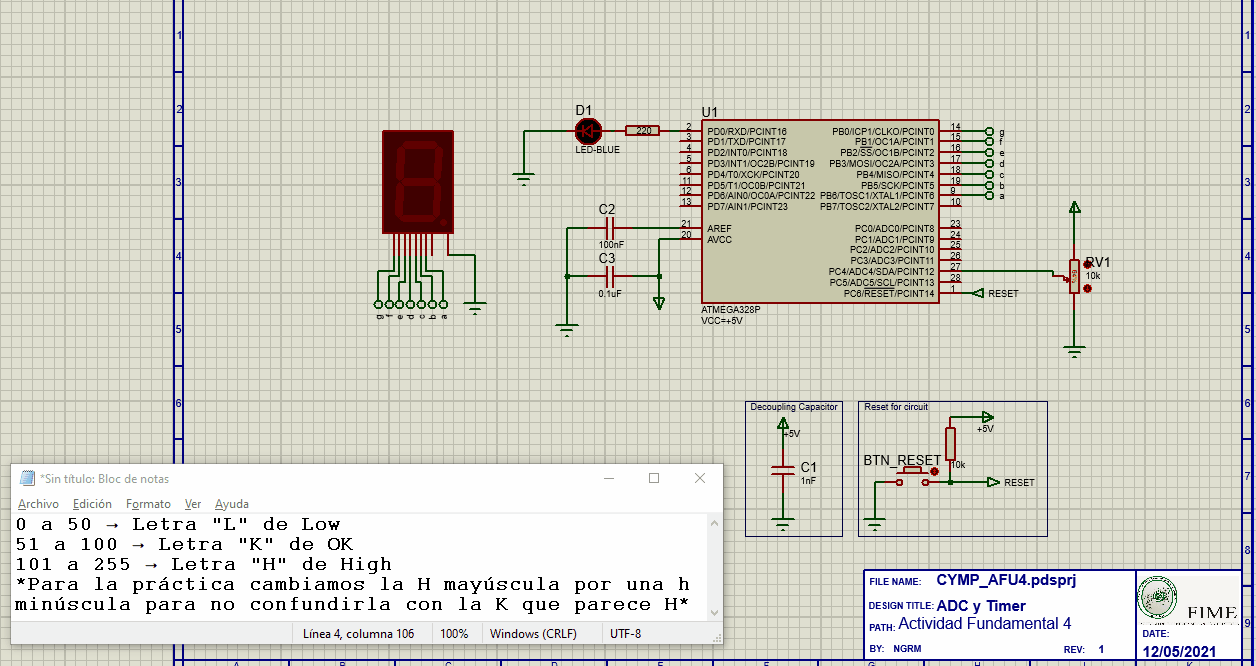 1
1
2
2
3
3
4
4
5
5
6
6
7
7
8
9
D1
220
LED-BLUE
U1
2
3
4
5
6
11
12
13
21
20
PD0/RXD/PCINT16
PD1/TXD/PCINT17
PD2/INT0/PCINT18
PD3/INT1/OC2B/PCINT19
PD4/T0/XCK/PCINT20
PD5/T1/OC0B/PCINT21
PD6/AIN0/OC0A/PCINT22
PD7/AIN1/PCINT23
AREF
AVCC
PB0/ICP1/CLKO/PCINT0
PB1/OC1A/PCINT1
PB2/SS/OC1B/PCINT2
PB3/MOSI/OC2A/PCINT3
PB4/MISO/PCINT4
PB5/SCK/PCINT5
PB6/TOSC1/XTAL1/PCINT6
PB7/TOSC2/XTAL2/PCINT7
PC0/ADC0/PCINT8
PC1/ADC1/PCINT9
PC2/ADC2/PCINT10
PC3/ADC3/PCINT11
PC4/ADC4/SDA/PCINT12
PC5/ADC5/SCL/PCINT13
PC6/RESET/PCINT14
14 g
15 f
16 e
17 d
18 c
19 b
9 a
10
23
24
25
26
27
28
1
RESET
ATMEGA328P
VCC=+5V
C2
100nF
C3
0.1uF
RV1
10k
g f e d c b a
Decoupling Capacitor
+5V
C1
1nF
Reset for circuit
+5V
BTN_RESET
10k
RESET
*Sin título: Bloc de notas
Archivo Edición Formato Ver Ayuda
0 a 50 → Letra "L" de Low
51 a 100 → Letra "K" de OK
101 a 255 → Letra "H" de High
*Para la práctica cambiamos la H mayúscula por una h
minúscula para no confundirla con la K que parece H*
Línea 4, columna 106 100% Windows (CRLF) UTF-8
FILE NAME: CYMP_AFU4.pdsprj
DESIGN TITLE: ADC y Timer
PATH: Actividad Fundamental 4
BY: NGRM
REV: 1
FIME
DATE:
12/05/2021